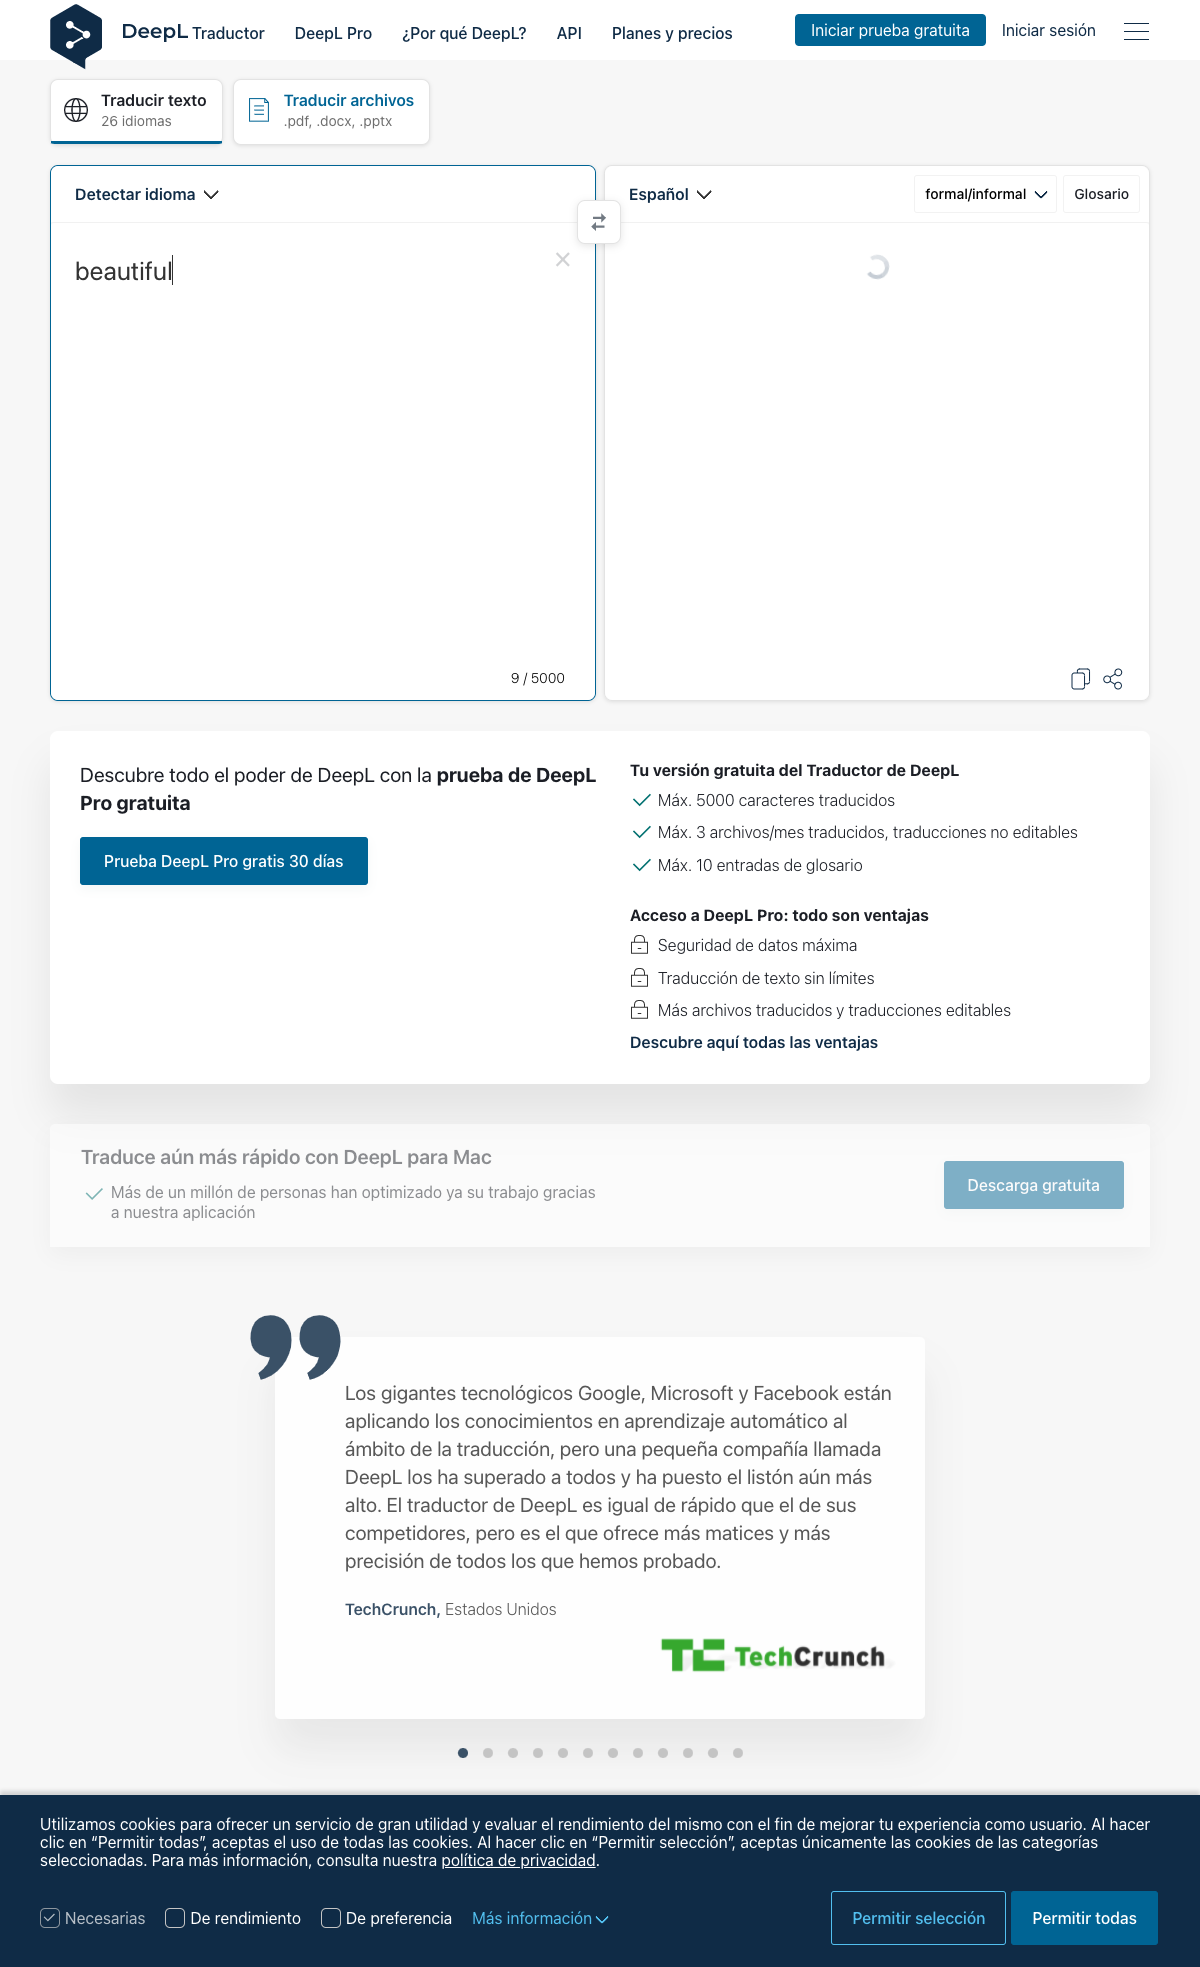 DeepL Traductor DeepL Pro ¿Por qué DeepL? API Planes y precios Iniciar prueba gratuita Iniciar sesión
Traducir texto
26 idiomas
Traducir archivos
.pdf, .docx, .pptx
Detectar idioma
Español formal/informal Glosario
beautiful
9 / 5000
Descubre todo el poder de DeepL con la prueba de DeepL
Pro gratuita
Prueba DeepL Pro gratis 30 días
Tu versión gratuita del Traductor de DeepL
Máx. 5000 caracteres traducidos
Máx. 3 archivos/mes traducidos, traducciones no editables
Máx. 10 entradas de glosario
Acceso a DeepL Pro: todo son ventajas
Seguridad de datos máxima
Traducción de texto sin límites
Más archivos traducidos y traducciones editables
Descubre aquí todas las ventajas
Traduce aún más rápido con DeepL para Mac
Más de un millón de personas han optimizado ya su trabajo gracias
a nuestra aplicación
Descarga gratuita
Los gigantes tecnológicos Google, Microsoft y Facebook están
aplicando los conocimientos en aprendizaje automático al
ámbito de la traducción, pero una pequeña compañía llamada
DeepL los ha superado a todos y ha puesto el listón aún más
alto. El traductor de DeepL es igual de rápido que el de sus
competidores, pero es el que ofrece más matices y más
precisión de todos los que hemos probado.
TechCrunch, Estados Unidos
TC TechCrunch
Utilizamos cookies para ofrecer un servicio de gran utilidad y evaluar el rendimiento del mismo con el fin de mejorar tu experiencia como usuario. Al hacer
clic en “Permitir todas”, aceptas el uso de todas las cookies. Al hacer clic en “Permitir selección”, aceptas únicamente las cookies de las categorías
seleccionadas. Para más información, consulta nuestra política de privacidad.
Necesarias De rendimiento De preferencia Más información Permitir selección Permitir todas